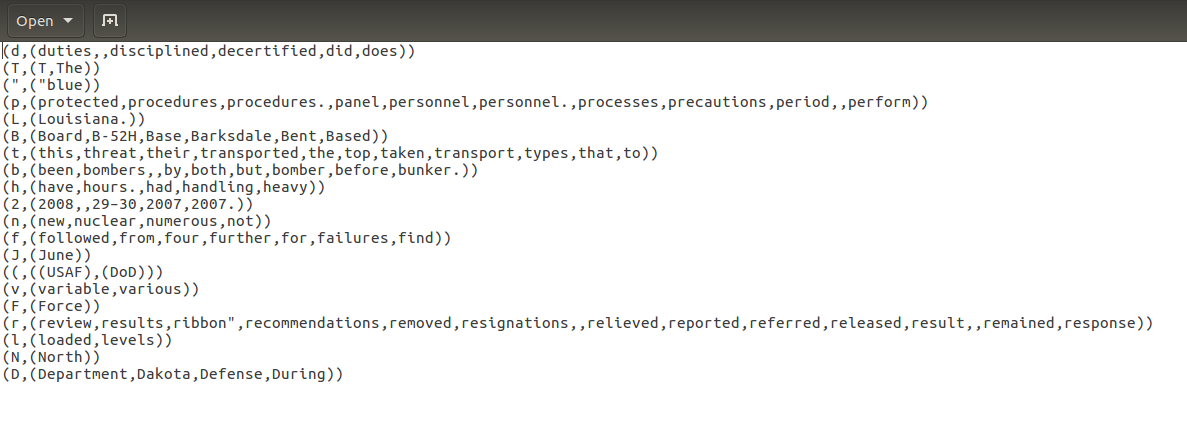 Open
(d,(duties,,disciplined,decertified,did,does))
(T,(T,The))
(",("blue))
(p,(protected,procedures,procedures.,panel,personnel,personnel.,processes,precautions,period,,perform))
(L,(Louisiana.))
(B,(Board,B-52H,Base,Barksdale,Bent,Based))
(t,(this,threat,their,transported,the,top,taken,transport,types,that,to))
(b,(been,bombers,,by,both,but,bomber,before,bunker.))
(h,(have,hours.,had,handling,heavy))
(2,(2008,,29–30,2007,2007.))
(n,(new,nuclear,numerous,not))
(f,(followed,from,four,further,for,failures,find))
(J,(June))
((,((USAF),(DoD)))
(v,(variable,various))
(F,(Force))
(r,(review,results,ribbon",recommendations,removed,resignations,,relieved,reported,referred,released,result,,remained,response))
(l,(loaded,levels))
(N,(North))
(D,(Department,Dakota,Defense,During))